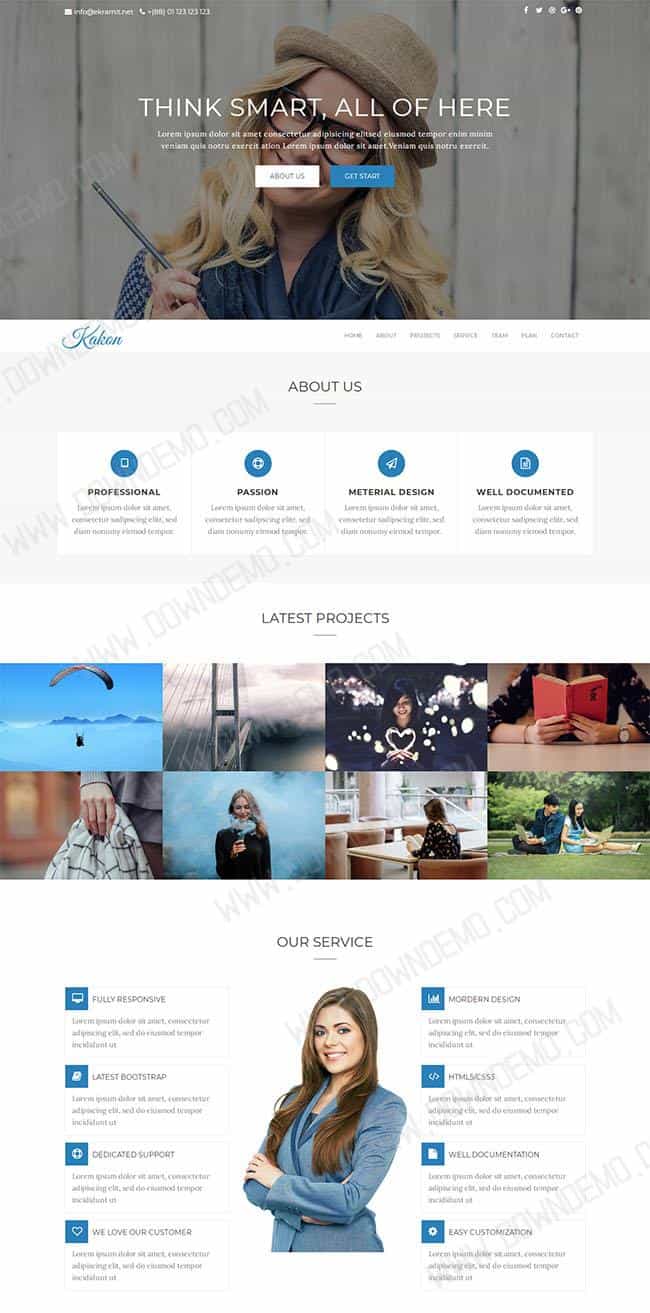 info@ekramit.net +(88) 01 123 123 123
THINK SMART, ALL OF HERE
Lorem ipsum dolor sit amet consectetur adipisicing elitsed eiusmod tempor enim minim
veniam quis notru exercit ation Lorem ipsum dolor sit amet.Veniam quis notru exercit.
ABOUT US GET START
Kakon HOME ABOUT PROJECTS SERVICE TEAM PLAN CONTACT
ABOUT US
PROFESSIONAL
Lorem ipsum dolor sit amet,
consetetur sadipscing elitr, sed
diam nonumy eirmod tempor.
PASSION
Lorem ipsum dolor sit amet,
consetetur sadipscing elitr, sed
diam nonumy eirmod tempor.
METERIAL DESIGN
Lorem ipsum dolor sit amet,
consetetur sadipscing elitr, sed
diam nonumy eirmod tempor.
WELL DOCUMENTED
Lorem ipsum dolor sit amet,
consetetur sadipscing elitr, sed
diam nonumy eirmod tempor.
LATEST PROJECTS
OUR SERVICE
FULLY RESPONSIVE
Lorem ipsum dolor sit amet, consectetur
adipisicing elit, sed do eiusmod tempor
incididunt ut
LATEST BOOTSTRAP
Lorem ipsum dolor sit amet, consectetur
adipisicing elit, sed do eiusmod tempor
incididunt ut
DEDICATED SUPPORT
Lorem ipsum dolor sit amet, consectetur
adipisicing elit, sed do eiusmod tempor
incididunt ut
WE LOVE OUR CUSTOMER
Lorem ipsum dolor sit amet, consectetur
adipisicing elit, sed do eiusmod tempor
incididunt ut
MORDERN DESIGN
Lorem ipsum dolor sit amet, consectetur
adipisicing elit, sed do eiusmod tempor
incididunt ut
HTML5/CSS3
Lorem ipsum dolor sit amet, consectetur
adipisicing elit, sed do eiusmod tempor
incididunt ut
WELL DOCUMENTATION
Lorem ipsum dolor sit amet, consectetur
adipisicing elit, sed do eiusmod tempor
incididunt ut
EASY CUSTOMIZATION
Lorem ipsum dolor sit amet, consectetur
adipisicing elit, sed do eiusmod tempor
incididunt ut
WWW.DOWNDEMO.COM